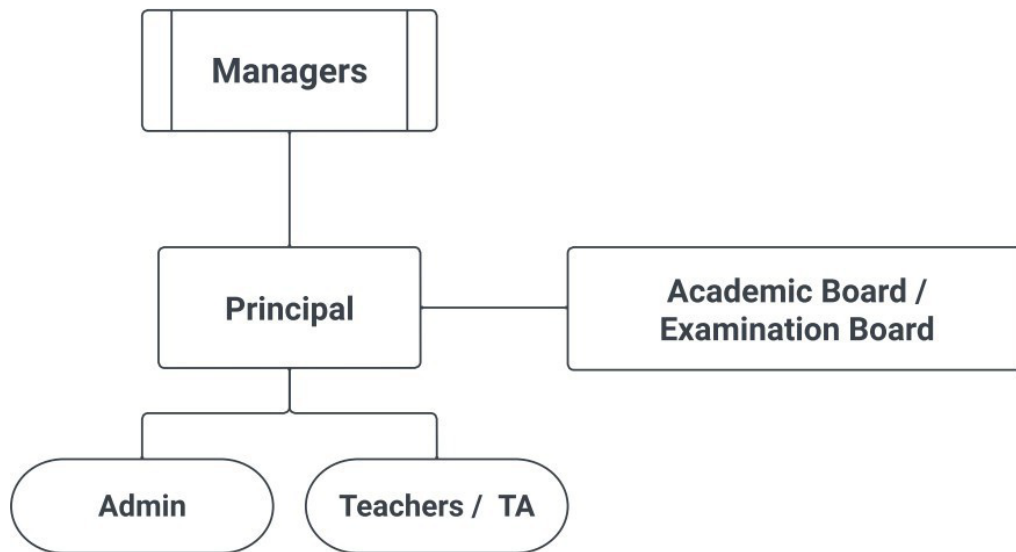 Managers
Principal
Academic Board /
Examination Board
Admin
Teachers /  TA